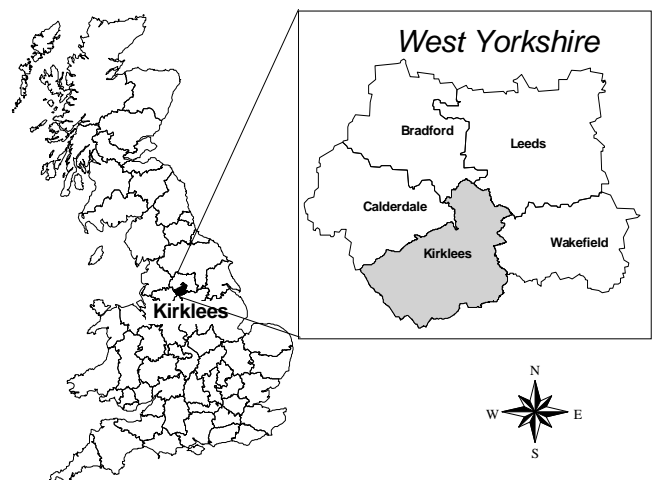 West Yorkshire
Bradford
Leeds
Calderdale
Kirklees
Wakefield
Kirklees
N
W E
S